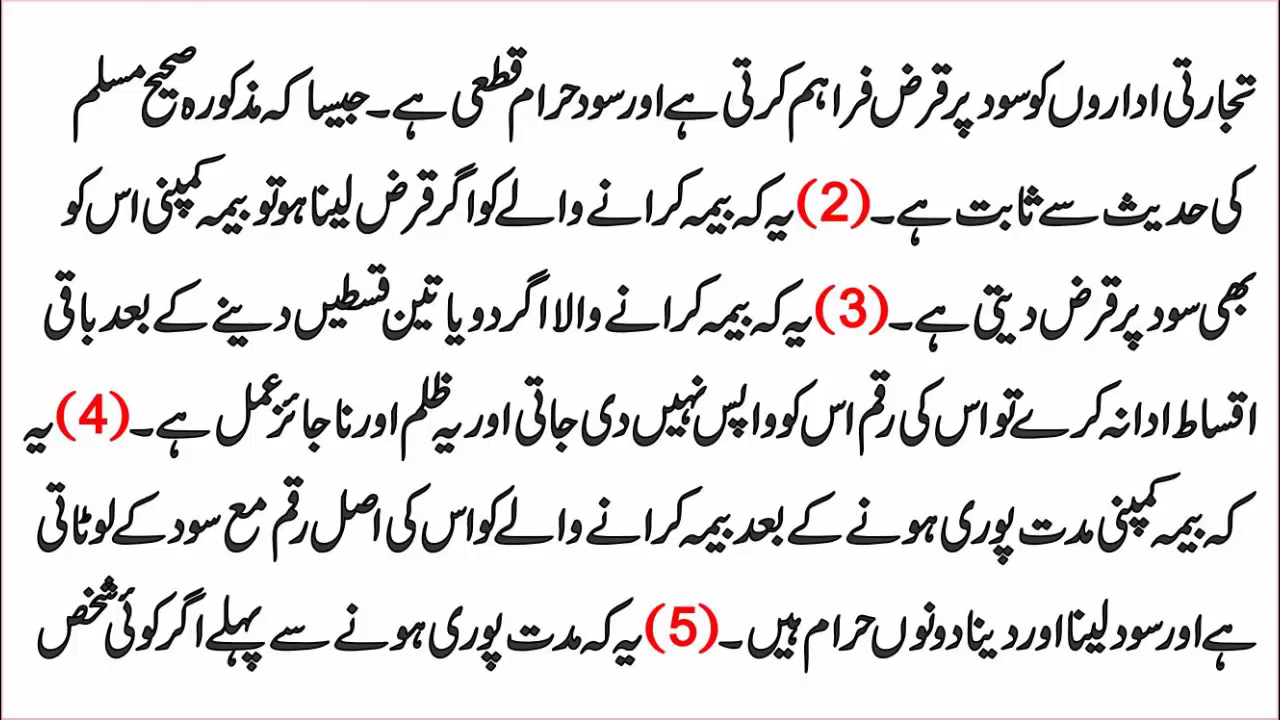 تجارتی اداروں کو سود پر قرض فراہم کرتی ہے اور سود حرام قطعی ہے۔ جیسا کہ مذکورہ صحیح مسلم
کی حدیث سے ثابت ہے۔ (2) یہ کہ بیمہ کرانے والے کو اگر قرض لینا ہو تو بیمہ کمپنی اس کو
بھی سود پر قرض دیتی ہے۔ (3) یہ کہ بیمہ کرانے والا اگر دو یا تین قسطیں دینے کے بعد باقی
اقساط ادا نہ کرے تو اس کی رقم اس کو واپس نہیں دی جاتی اور یہ ظلم اور ناجائز عمل ہے۔ (4) یہ
کہ بیمہ کمپنی مدت پوری ہونے کے بعد بیمہ کرانے والے کو اس کی اصل رقم مع سود کے لوٹاتی
ہے اور سود لینا اور دینا دونوں حرام ہیں۔ (5) یہ کہ مدت پوری ہونے سے پہلے اگر کوئی شخص